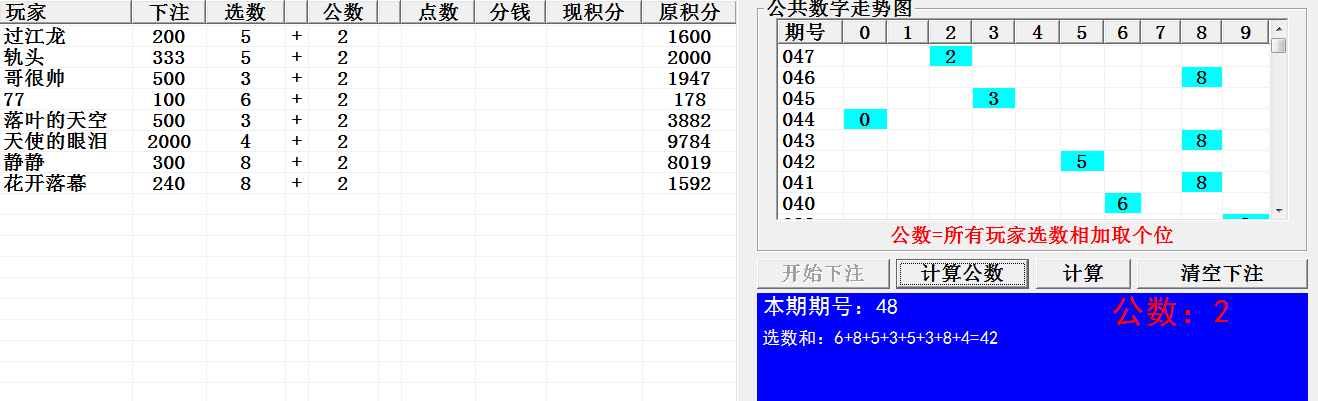 玩家 下注 选数 公数 点数 分钱 现积分 原积分
过江龙 200 5 + 2 1600
轨头 333 5 + 2 2000
哥很帅 500 3 + 2 1947
77 100 6 + 2 178
落叶的天空 500 3 + 2 3882
天使的眼泪 2000 4 + 2 9784
静静 300 8 + 2 8019
花开落幕 240 8 + 2 1592
公共数字走势图
期号 0 1 2 3 4 5 6 7 8 9
047 2
046 8
045 3
044 0
043 8
042 5
041 8
040 6
公数=所有玩家选数相加取个位
开始下注 计算公数 计算 清空下注
本期期号：48 公数：2
选数和：6+8+5+3+5+3+8+4=42